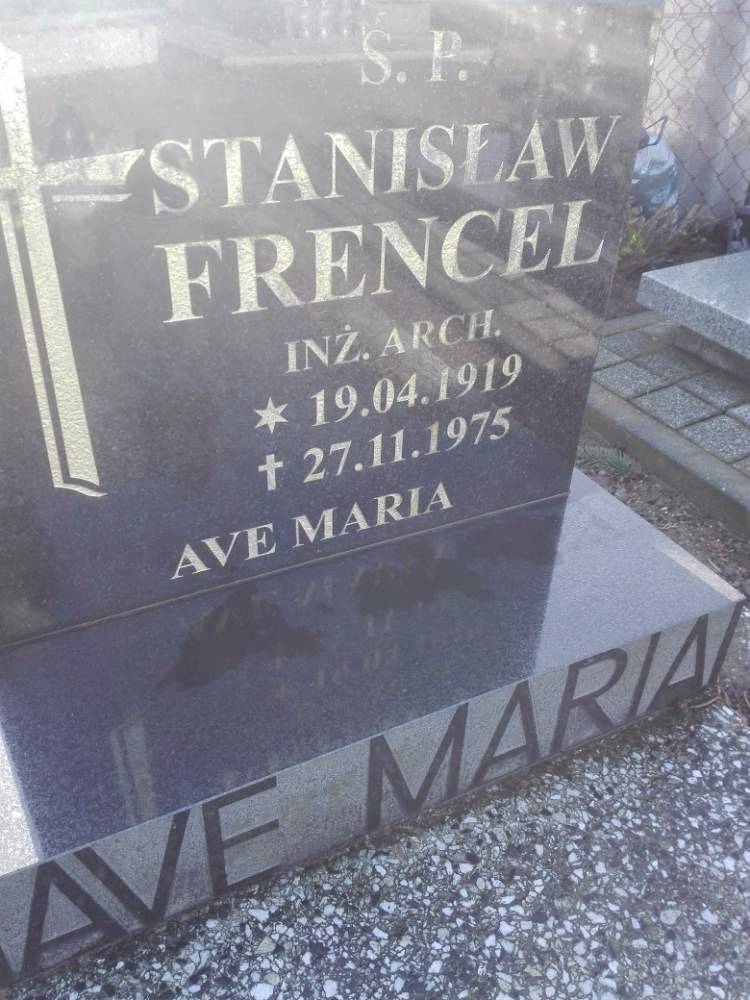 Ś. P.
STANISŁAW
FRENCEL
INŻ. ARCH.
19.04.1919
27.11.1975
AVE MARIA
AVE MARIA